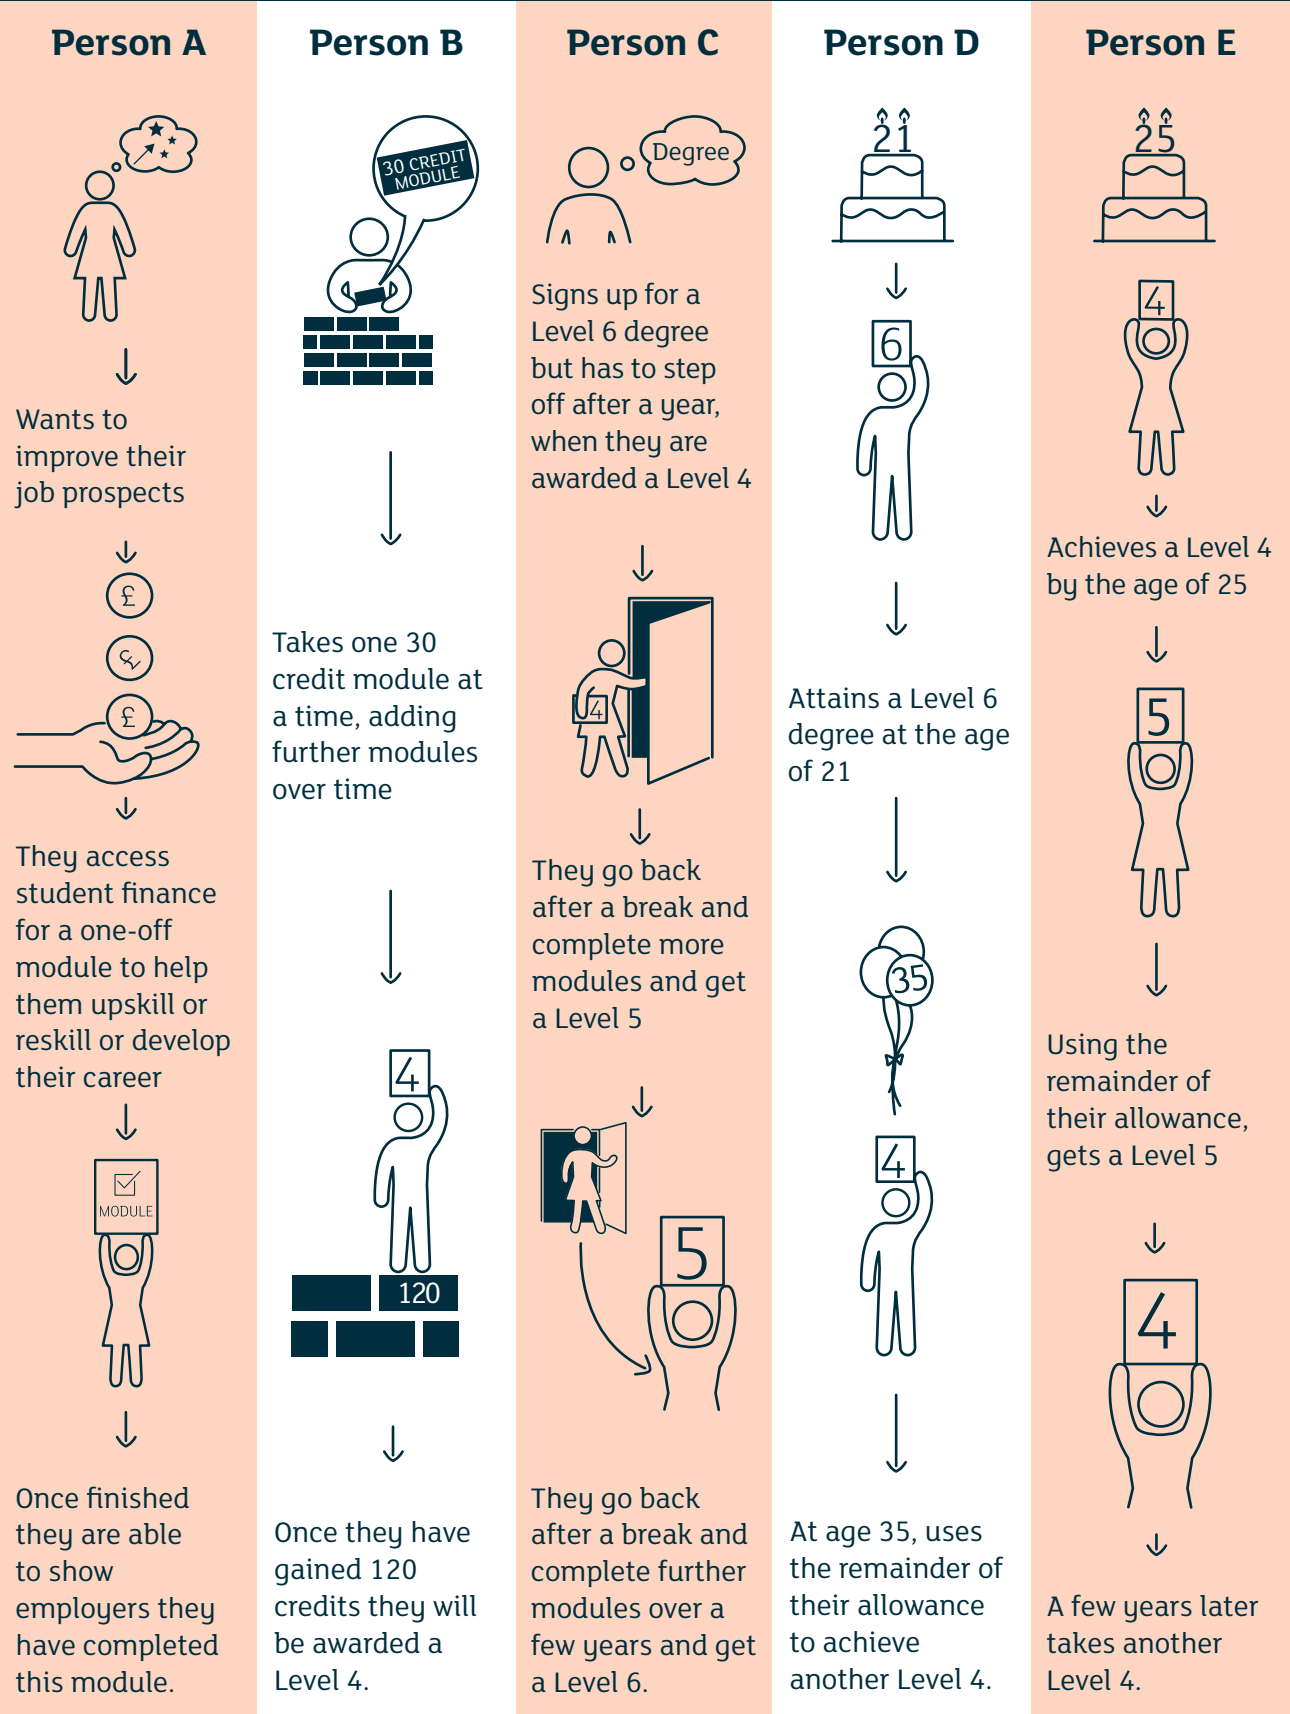 Person A
Wants to
improve their
job prospects
£
£
£
They access
student finance
for a one-off
module to help
them upskill or
reskill or develop
their career
MODULE
Once finished
they are able
to show
employers they
have completed
this module.
Person B
30 CREDIT
MODULE
Takes one 30
credit module at
a time, adding
further modules
over time
4
120
Once they have
gained 120
credits they will
be awarded a
Level 4.
Person C
Degree
Signs up for a
Level 6 degree
but has to step
off after a year,
when they are
awarded a Level 4
4
They go back
after a break and
complete more
modules and get
a Level 5
5
They go back
after a break and
complete further
modules over a
few years and get
a Level 6.
Person D
21
6
Attains a Level 6
degree at the age
of 21
35
4
At age 35, uses
the remainder of
their allowance
to achieve
another Level 4.
Person E
25
4
Achieves a Level 4
by the age of 25
5
Using the
remainder of
their allowance,
gets a Level 5
4
A few years later
takes another
Level 4.